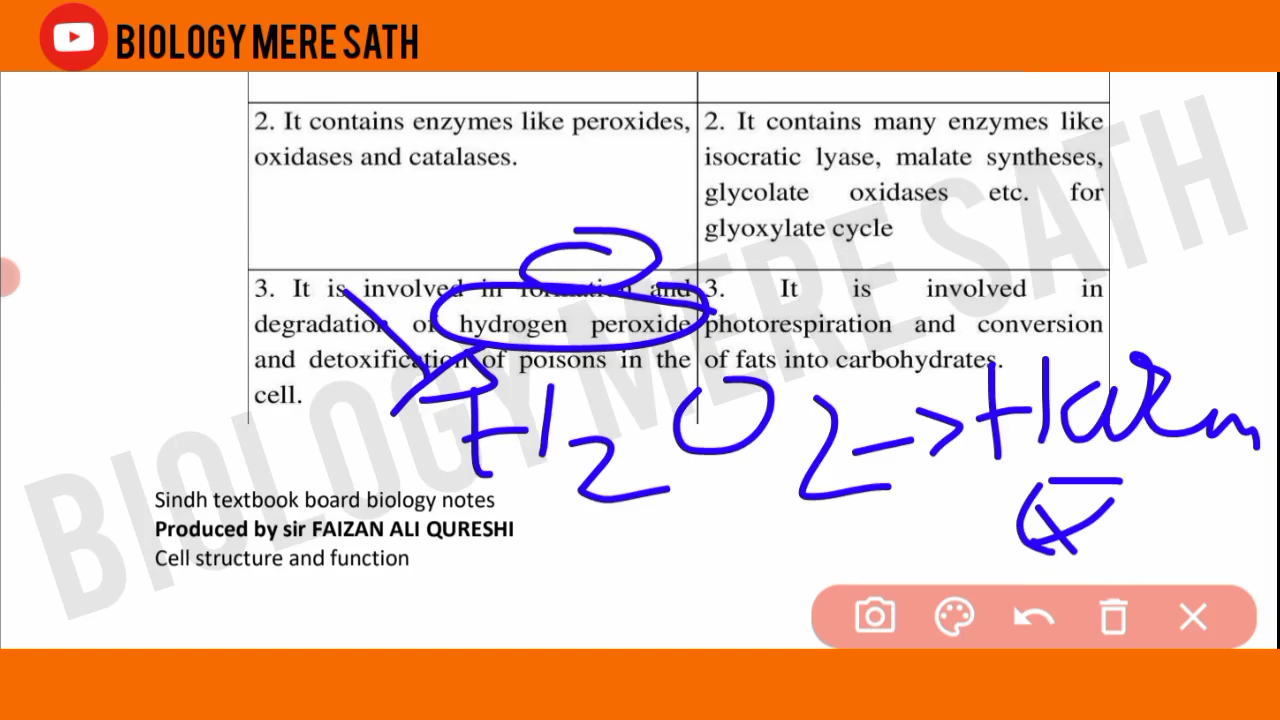 BIOLOGY MERE SATH
2. It contains enzymes like peroxides,
oxidases and catalases.
2. It contains many enzymes like
isocratic lyase, malate syntheses,
glycolate oxidases etc. for
glyoxylate cycle
3. It is involved in formation and
degradation of hydrogen peroxide
and detoxification of poisons in the
cell.
3. It is involved in
photorespiration and conversion
of fats into carbohydrates.
H2O2 -> Harm
Sindh textbook board biology notes
Produced by sir FAIZAN ALI QURESHI
Cell structure and function
BIOLOGY MERE SATH